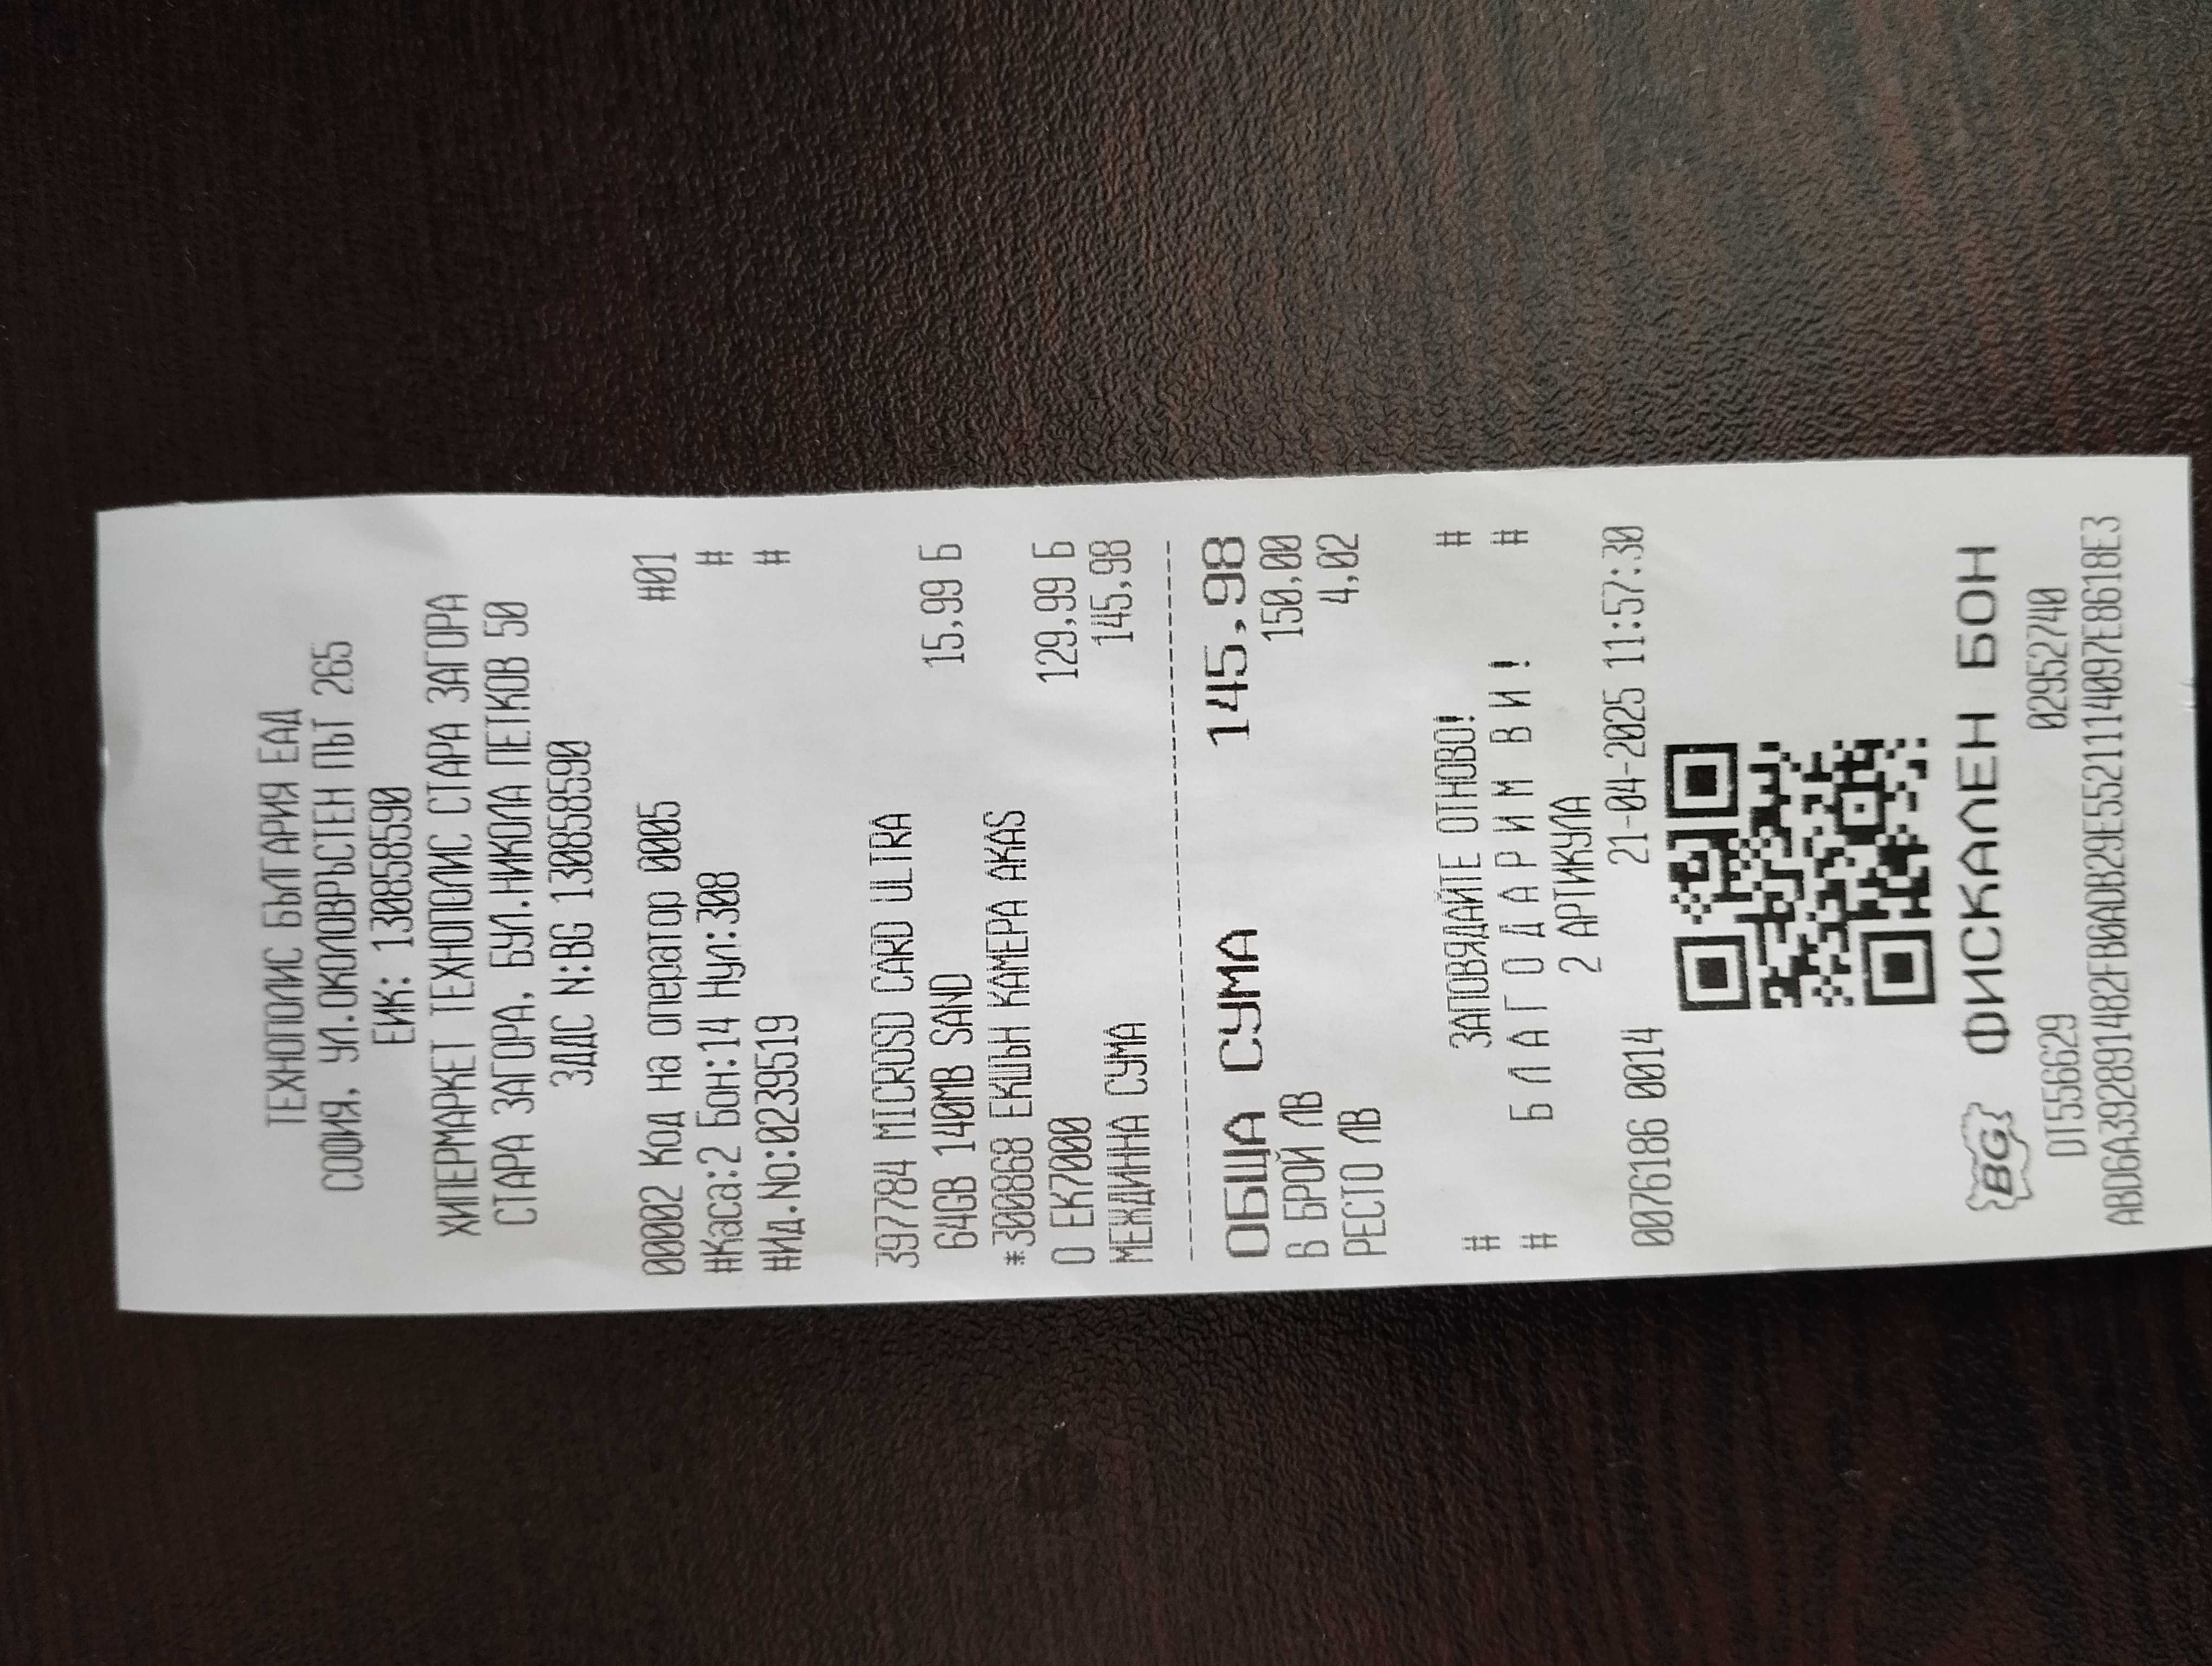 ТЕХНОПОЛИС БЪЛГАРИЯ ЕАД
СОФИЯ, УЛ.ОКОЛОВРЪСТЕН ПЪТ 265
ЕИК: 130858590
ХИПЕРМАРКЕТ ТЕХНОПОЛИС СТАРА ЗАГОРА
СТАРА ЗАГОРА, БУЛ.НИКОЛА ПЕТКОВ 50
ЗДДС N:BG 130858590
00002 Код на оператор 0005 #01
#Каса:2 Бон:14 Нул:308 #
#Ид.No:0239519 #
397784 MICROSD CARD ULTRA
64GB 140MB SAND 15,99 Б
*300868 ЕКШЪН КАМЕРА AKAS
O EK7000 129,99 Б
МЕЖДИННА СУМА 145,98
ОБЩА СУМА 145,98
В БРОЙ ЛВ 150,00
РЕСТО ЛВ 4,02
# ЗАПОВЯДАЙТЕ ОТНОВО! #
# Б Л А Г О Д А Р И М В И ! #
2 АРТИКУЛА
0076186 0014 21-04-2025 11:57:30
BG ФИСКАЛЕН БОН
DT556629 02952740
ABD6A392891482FB0ADB29E5521114097E8618E3